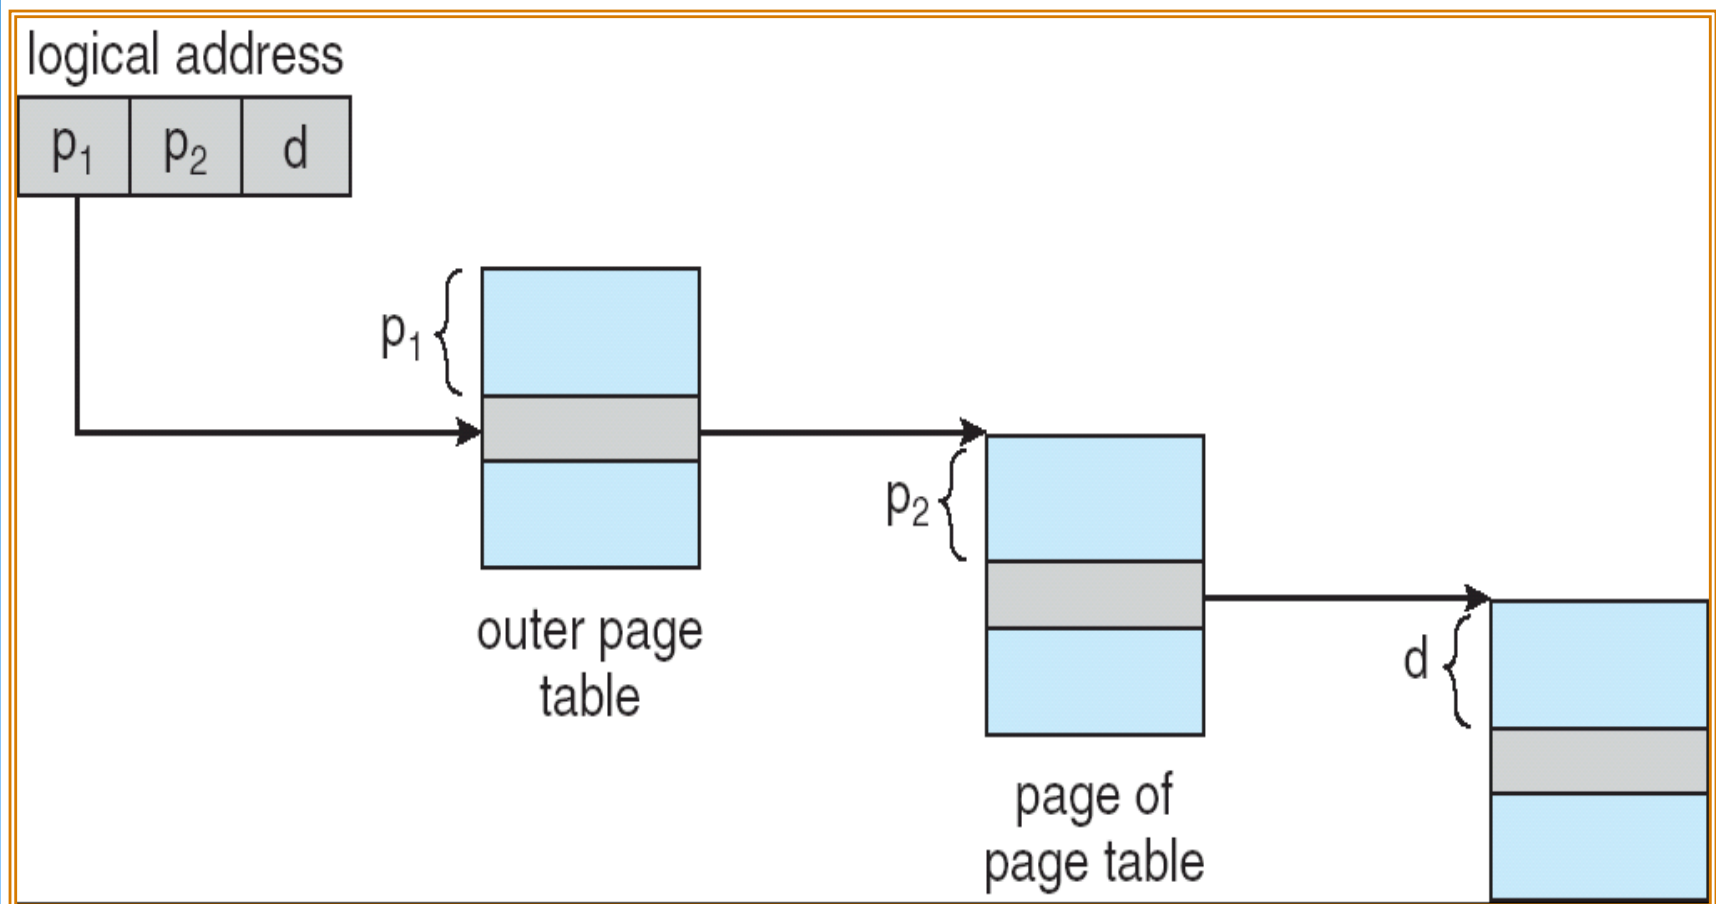 logical address
p₁ p₂ d
p₁
outer page
table
p₂
page of
page table
d